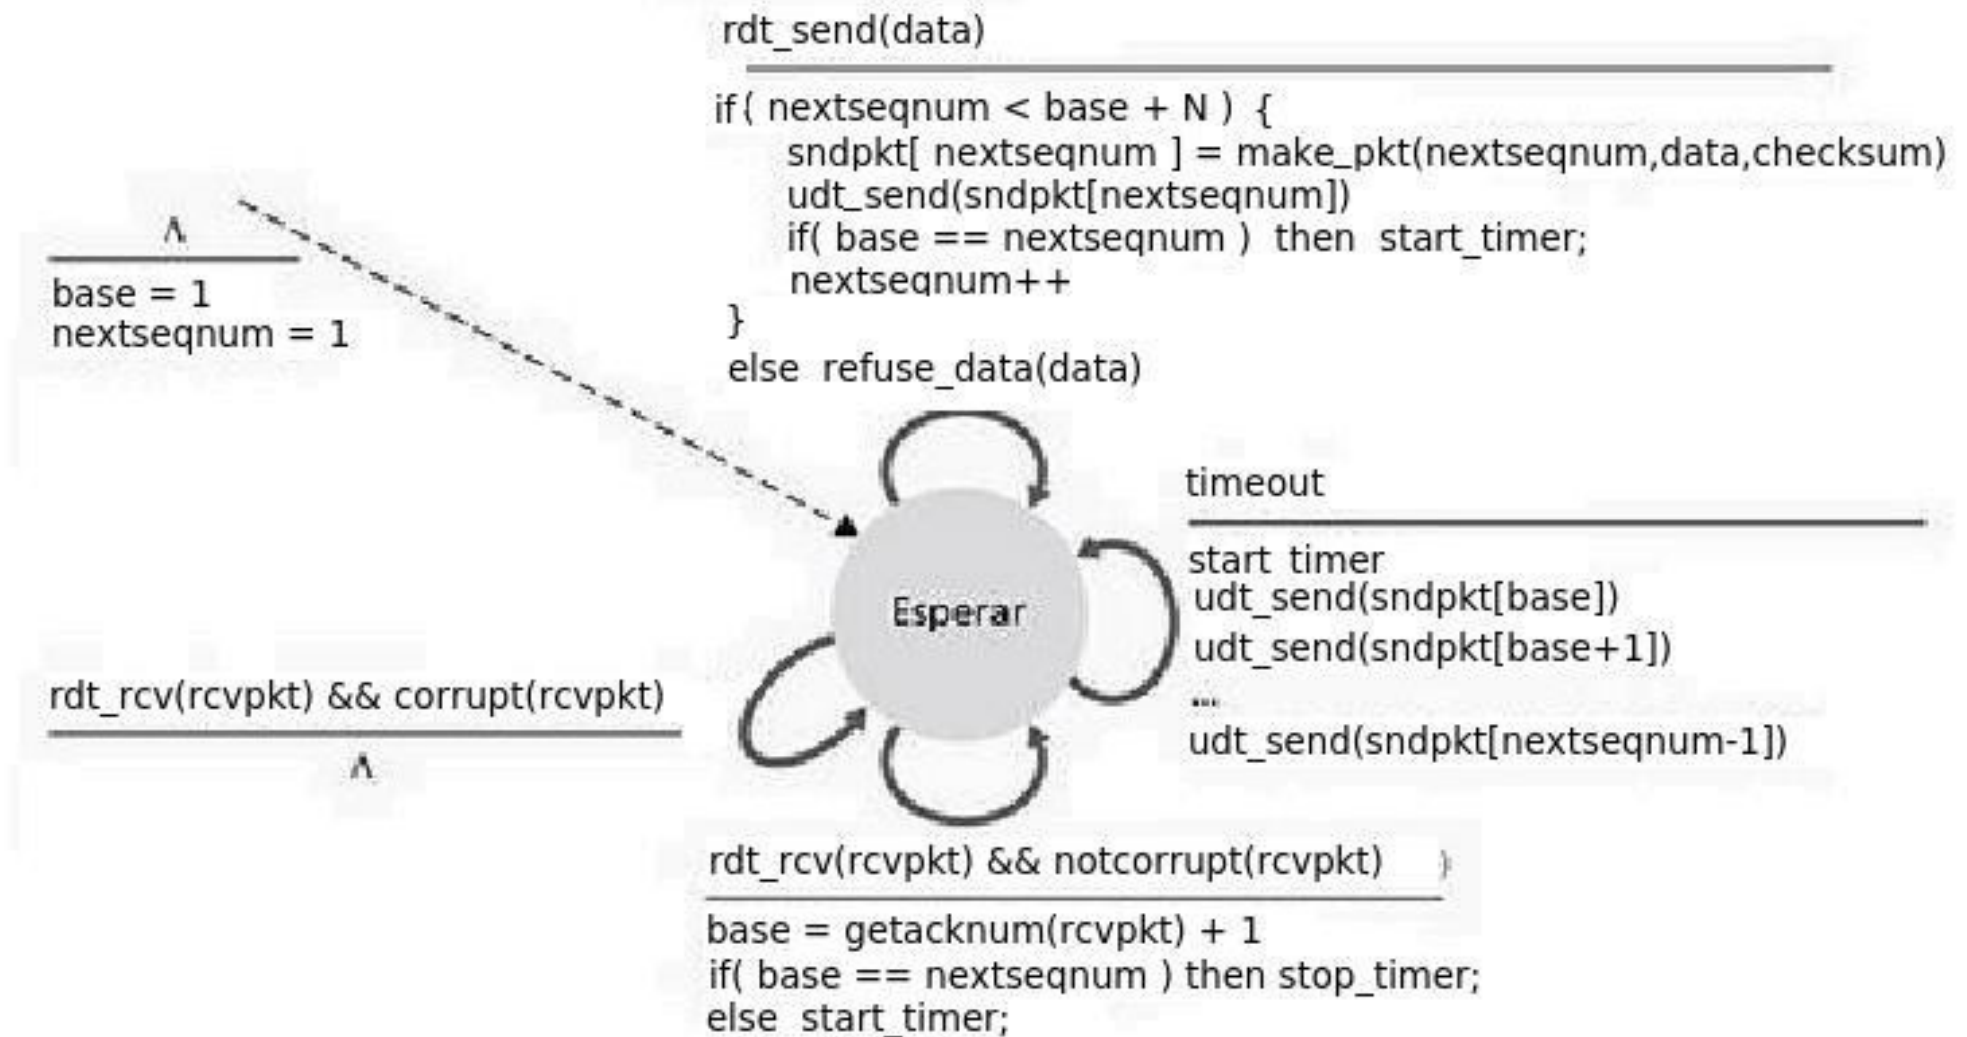 rdt_send(data)
if ( nextseqnum < base + N ) {
sndpkt[ nextseqnum ] = make_pkt(nextseqnum,data,checksum)
udt_send(sndpkt[nextseqnum])
if( base == nextseqnum ) then start_timer;
nextseqnum++
}
else refuse_data(data)
Λ
base = 1
nextseqnum = 1
timeout
start timer
udt_send(sndpkt[base])
udt_send(sndpkt[base+1])
...
udt_send(sndpkt[nextseqnum-1])
Esperar
rdt_rcv(rcvpkt) && corrupt(rcvpkt)
Λ
rdt_rcv(rcvpkt) && notcorrupt(rcvpkt) )
base = getacknum(rcvpkt) + 1
if( base == nextseqnum ) then stop_timer;
else start_timer;